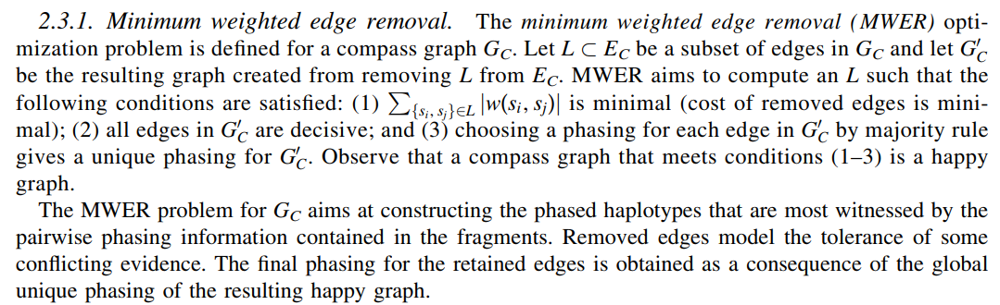 2.3.1. Minimum weighted edge removal. The minimum weighted edge removal (MWER) opti-
mization problem is defined for a compass graph G_C. Let L ⊂ E_C be a subset of edges in G_C and let G′_C
be the resulting graph created from removing L from E_C. MWER aims to compute an L such that the
following conditions are satisfied: (1) ∑_{{s_i, s_j}∈L} |w(s_i, s_j)| is minimal (cost of removed edges is mini-
mal); (2) all edges in G′_C are decisive; and (3) choosing a phasing for each edge in G′_C by majority rule
gives a unique phasing for G′_C. Observe that a compass graph that meets conditions (1–3) is a happy
graph.
The MWER problem for G_C aims at constructing the phased haplotypes that are most witnessed by the
pairwise phasing information contained in the fragments. Removed edges model the tolerance of some
conflicting evidence. The final phasing for the retained edges is obtained as a consequence of the global
unique phasing of the resulting happy graph.